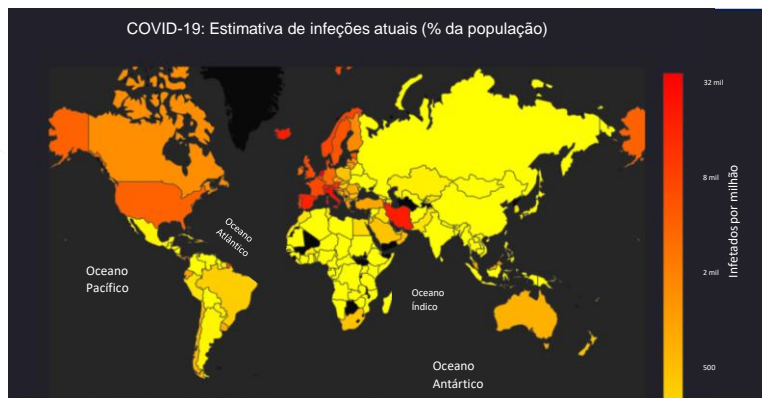 COVID-19: Estimativa de infeções atuais (% da população)
32 mil
8 mil
Infetados por milhão
Oceano
Atlântico
Oceano
Pacífico
2 mil
Oceano
Índico
500
Oceano
Antártico